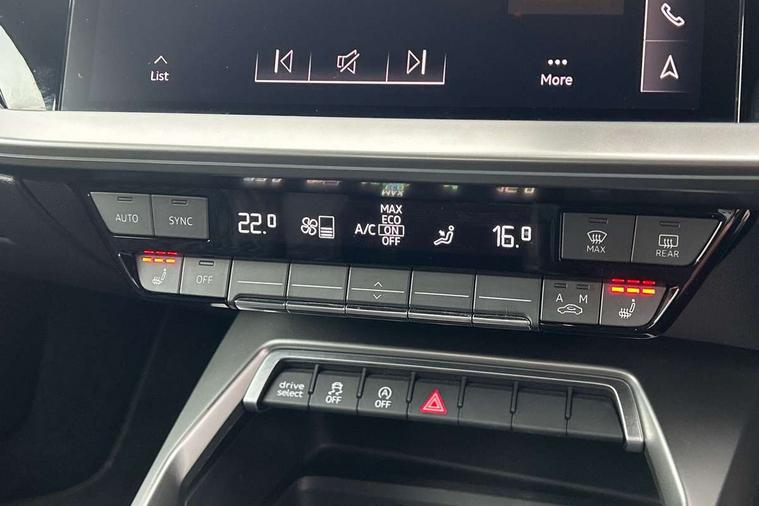 List
More
AUTO
SYNC
22.0
A/C
MAX
ECO
ON
OFF
16.0
MAX
REAR
OFF
A M
drive
select
OFF
A
OFF